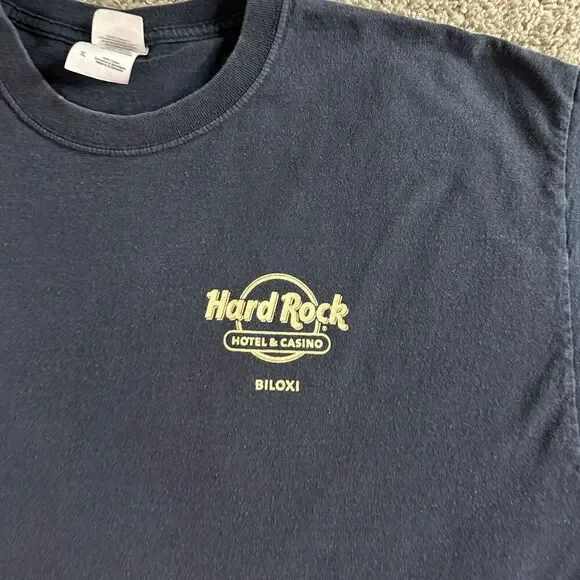 Hard Rock
®
HOTEL & CASINO
BILOXI